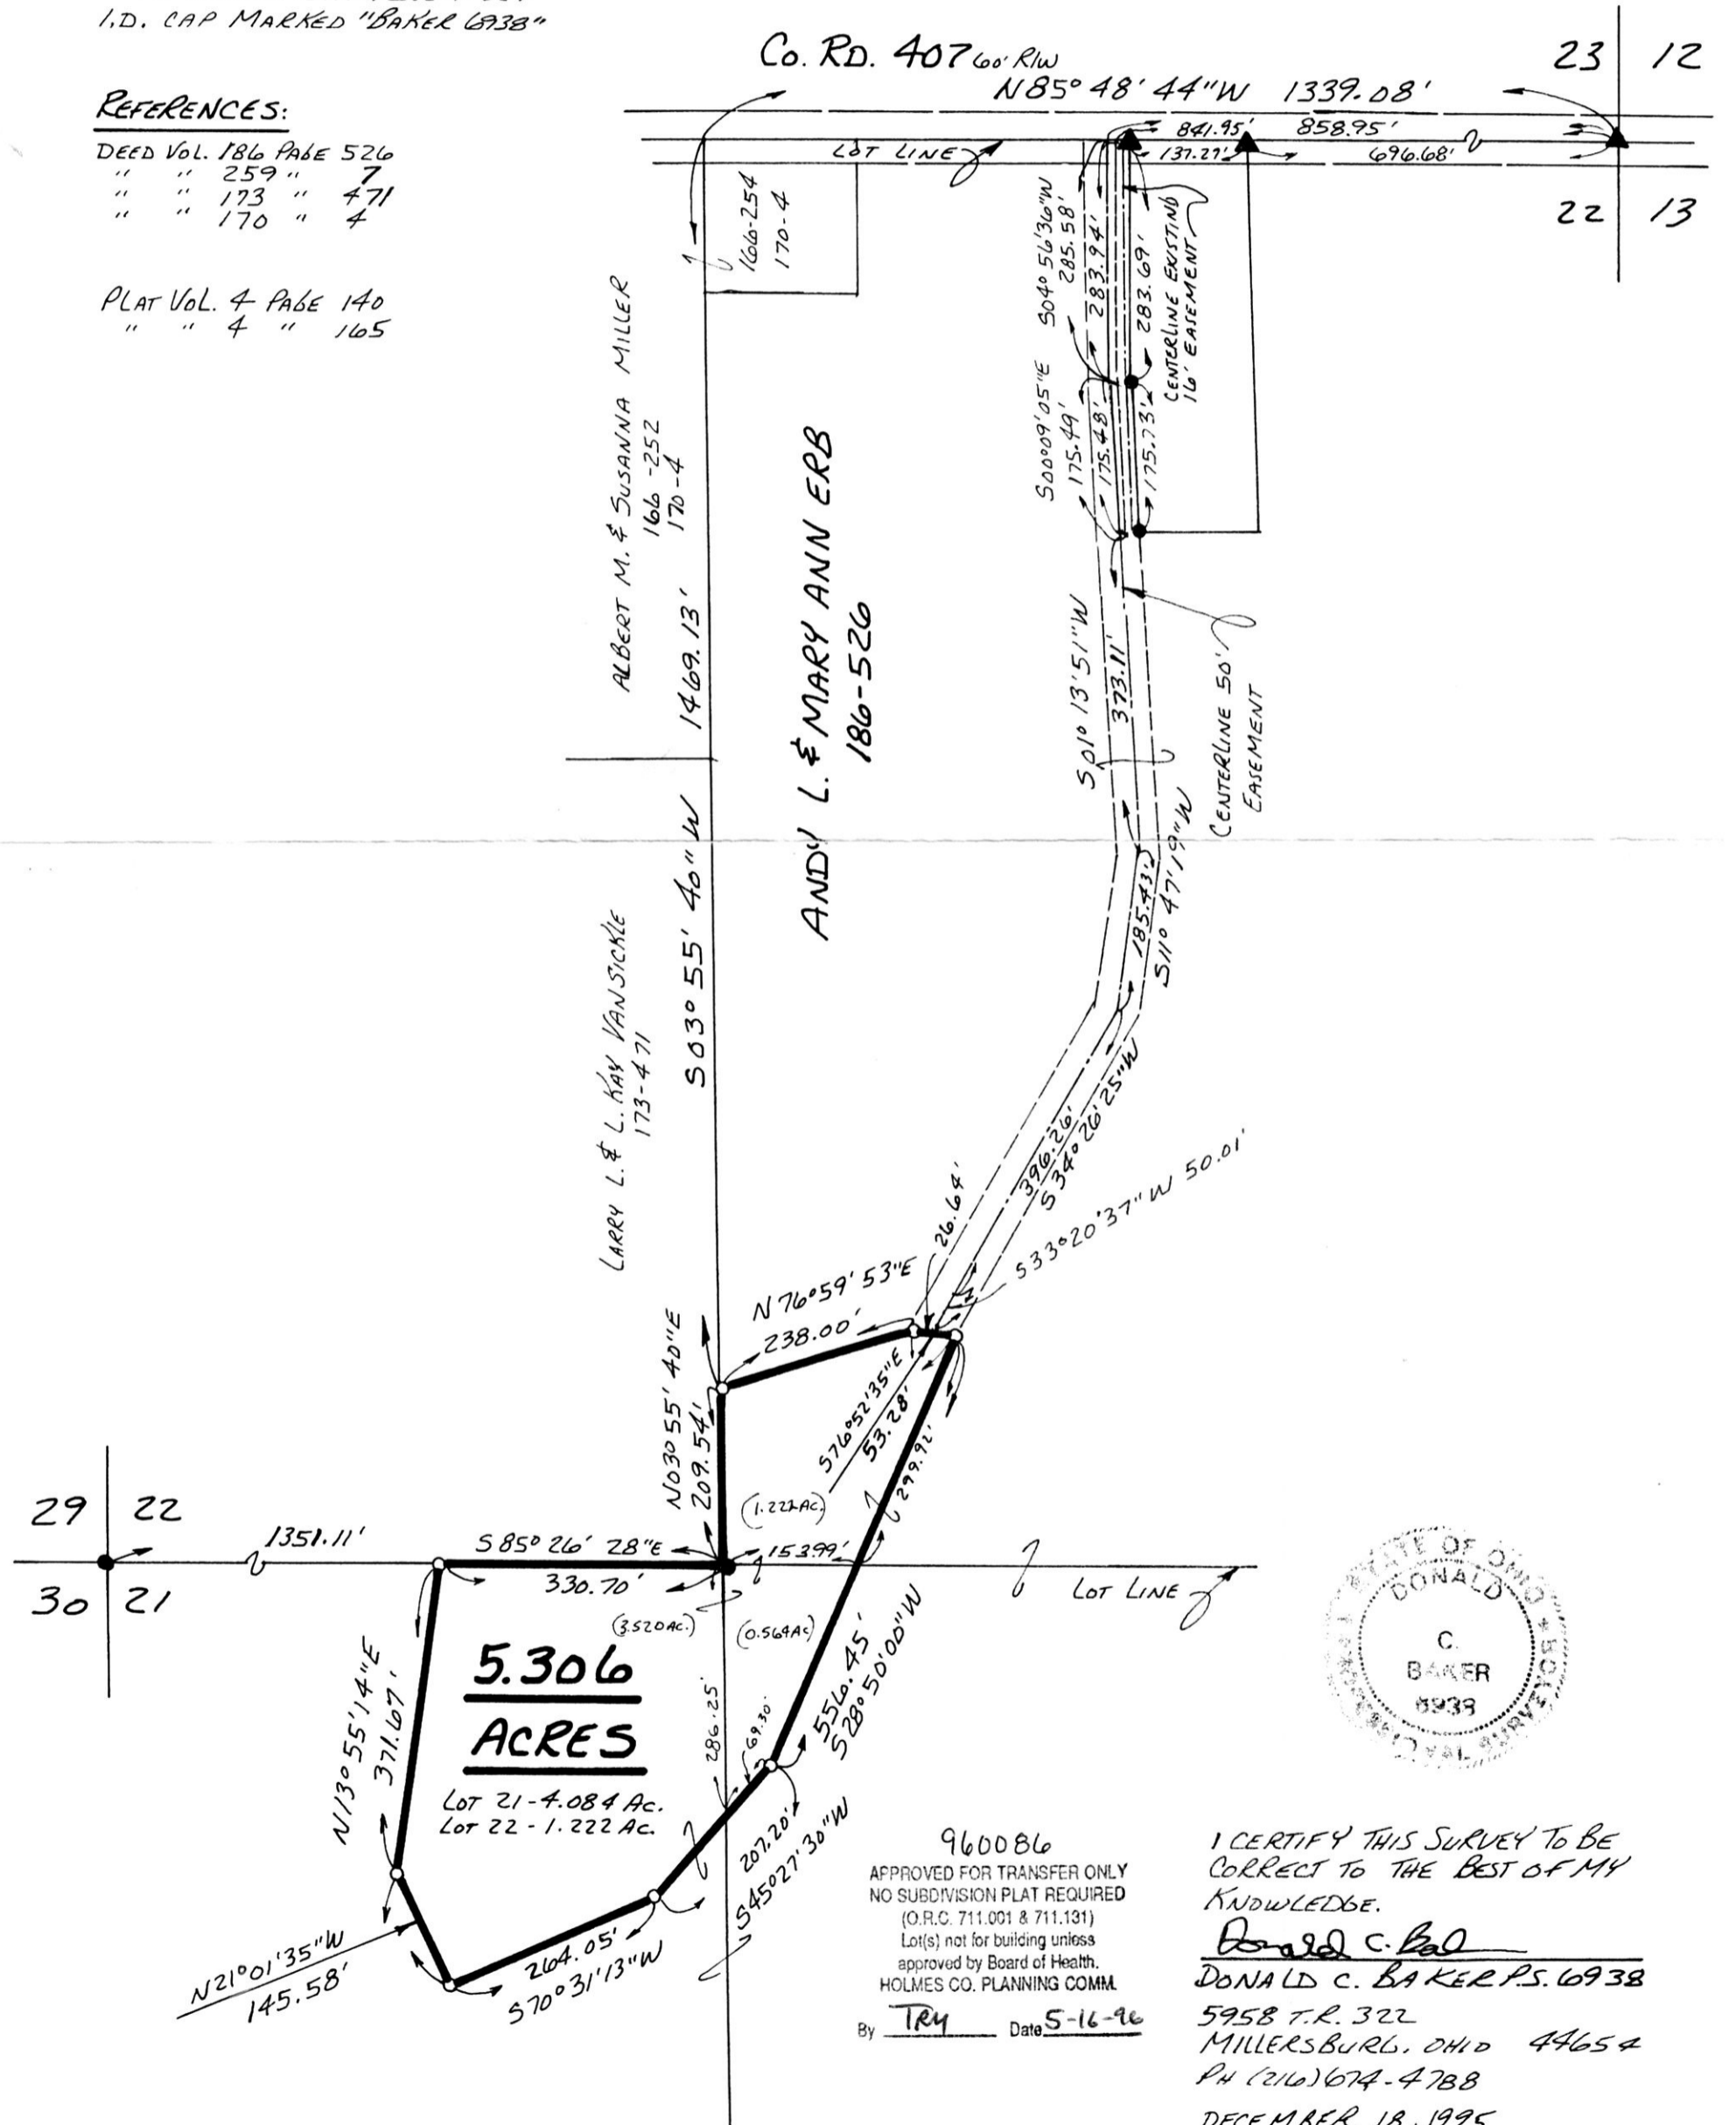 I.D. CAP MARKED "BAKER 6938"
REFERENCES:
DEED VOL. 186 PAGE 526
" " 259 " 7
" " 173 " 471
" " 170 " 4
PLAT VOL. 4 PAGE 140
" " 4 " 165
CO. RD. 407 60' R/W
N85° 48' 44"W 1339.08'
23 12
22 13
841.95' 858.95'
LOT LINE
137.27' 696.68'
166-254
170-4
S04° 56'36"W
285.58'
283.94'
283.69'
CENTERLINE EXISTING
16' EASEMENT
S00°09'05"E
175.49'
175.48'
175.73'
ALBERT M. & SUSANNA MILLER
166-252
170-4
ANDY L. & MARY ANN ERB
186-526
S03° 55' 40"W 1469.13'
S01° 13'51"W
373.11'
CENTERLINE 50'
EASEMENT
185.43'
S11° 47'19"W
LARRY L. & L. KAY VANSICKLE
173-471
396.26'
S34° 26'25"W
S33°20'37"W 50.01'
26.64'
N76°59'53"E
238.00'
N03°55'40"E
209.54'
S76°52'35"E
53.28'
299.92'
(1.222AC.)
29 22
30 21
1351.11'
S85° 26' 28"E
330.70'
153.99'
LOT LINE
(3.520AC.)
(0.564AC)
5.306
ACRES
LOT 21-4.084 AC.
LOT 22-1.222 AC.
N13°55'14"E
371.67'
286.25'
69.30'
556.45'
S28°50'00"W
207.20'
S45°27'30"W
264.05'
S70°31'13"W
N21°01'35"W
145.58'
STATE OF OHIO
DONALD
C.
BAKER
6938
960086
APPROVED FOR TRANSFER ONLY
NO SUBDIVISION PLAT REQUIRED
(O.R.C. 711.001 & 711.131)
Lot(s) not for building unless
approved by Board of Health.
HOLMES CO. PLANNING COMM.
By TRY Date 5-16-96
I CERTIFY THIS SURVEY TO BE
CORRECT TO THE BEST OF MY
KNOWLEDGE.
Donald C. Bak
DONALD C. BAKER P.S. 6938
5958 T.R. 322
MILLERSBURG, OHIO 44654
PH (216)674-4788
DECEMBER 18, 1995